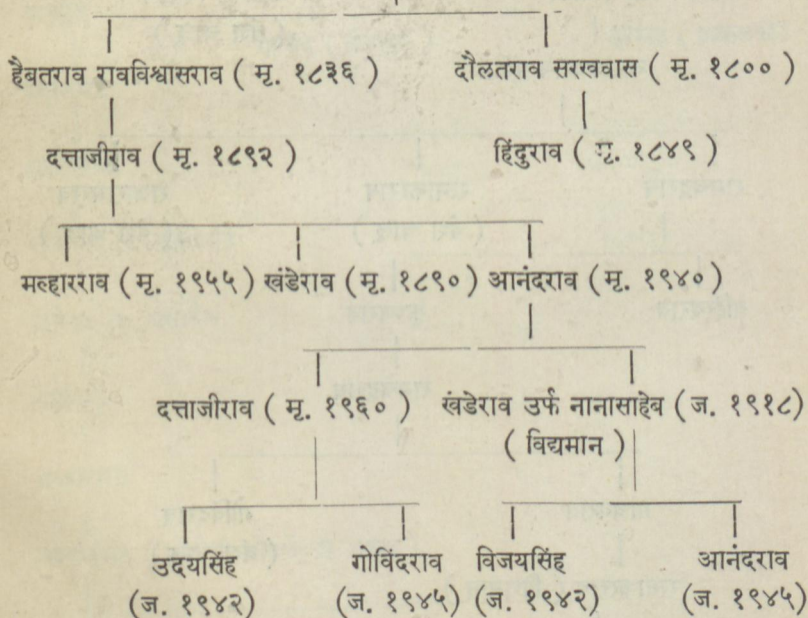 हैबतराव रावविश्वासराव ( मृ. १८३६ ) दौलतराव सरखवास ( मृ. १८०० )
दत्ताजीराव ( मृ. १८९२ ) हिंदुराव ( मृ. १८४९ )
मल्हारराव ( मृ. १९५५ ) खंडेराव ( मृ. १८९० ) आनंदराव ( मृ. १९४० )
दत्ताजीराव ( मृ. १९६० ) खंडेराव उर्फ नानासाहेब ( ज. १९१८ )
( विद्यमान )
उदयसिंह गोविंदराव विजयसिंह आनंदराव
(ज. १९४२) (ज. १९४५) (ज. १९४२) (ज. १९४५)